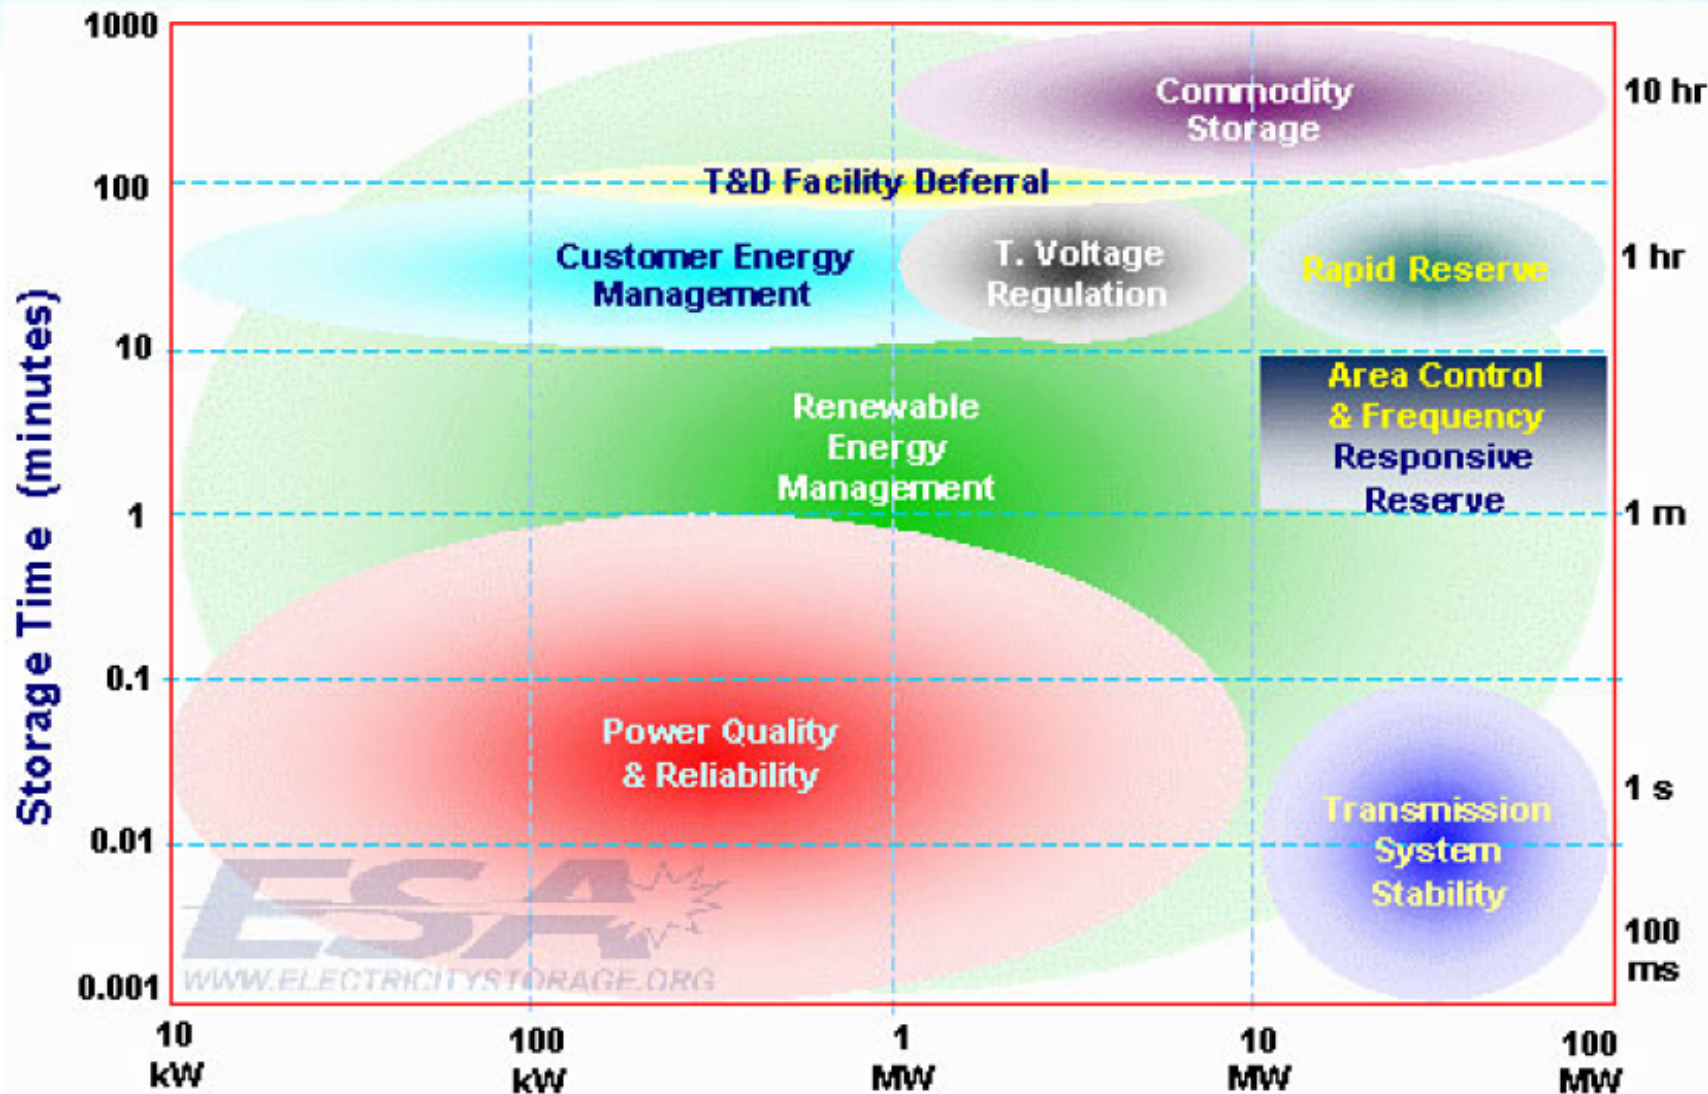 1000
100
10
1
0.1
0.01
0.001
Storage Time (minutes)
10 hr
1 hr
1 m
1 s
100
ms
Commodity
Storage
T&D Facility Deferral
Customer Energy
Management
T. Voltage
Regulation
Rapid Reserve
Renewable
Energy
Management
Area Control
& Frequency
Responsive
Reserve
Power Quality
& Reliability
Transmission
System
Stability
ESA
WWW.ELECTRICITYSTORAGE.ORG
10
kW
100
kW
1
MW
10
MW
100
MW